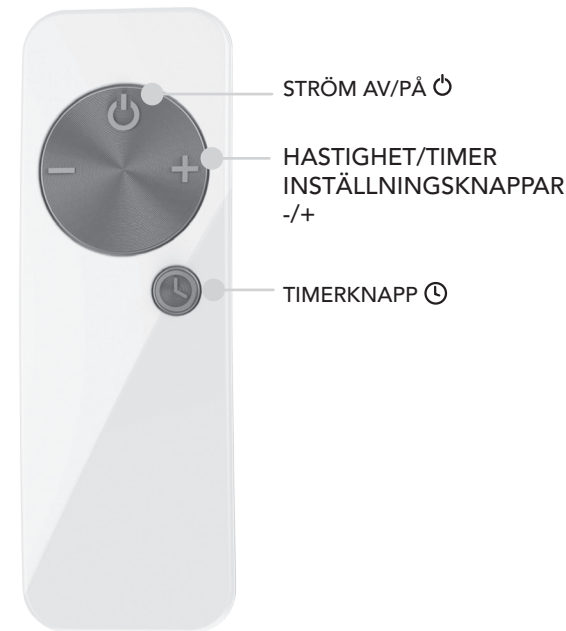 STRÖM AV/PÅ ⏻
HASTIGHET/TIMER
INSTÄLLNINGSKNAPPAR
-/+
TIMERKNAPP